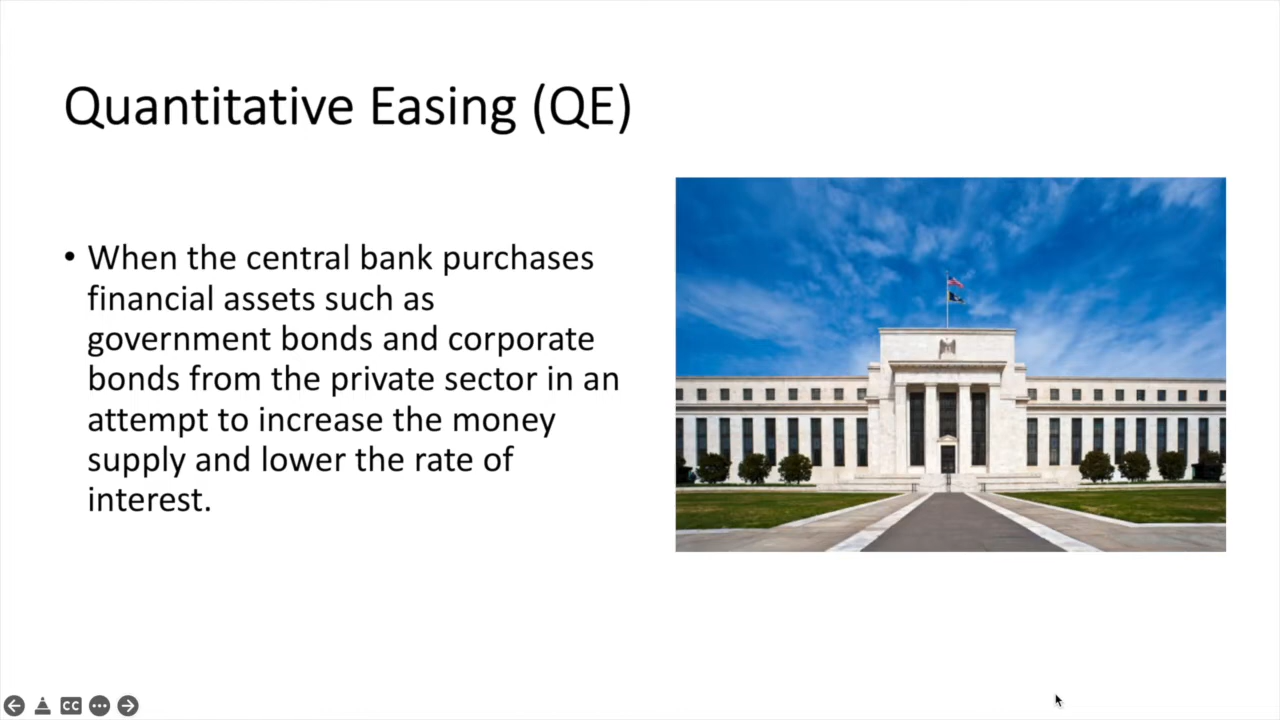 Quantitative Easing (QE)
• When the central bank purchases
financial assets such as
government bonds and corporate
bonds from the private sector in an
attempt to increase the money
supply and lower the rate of
interest.
CC